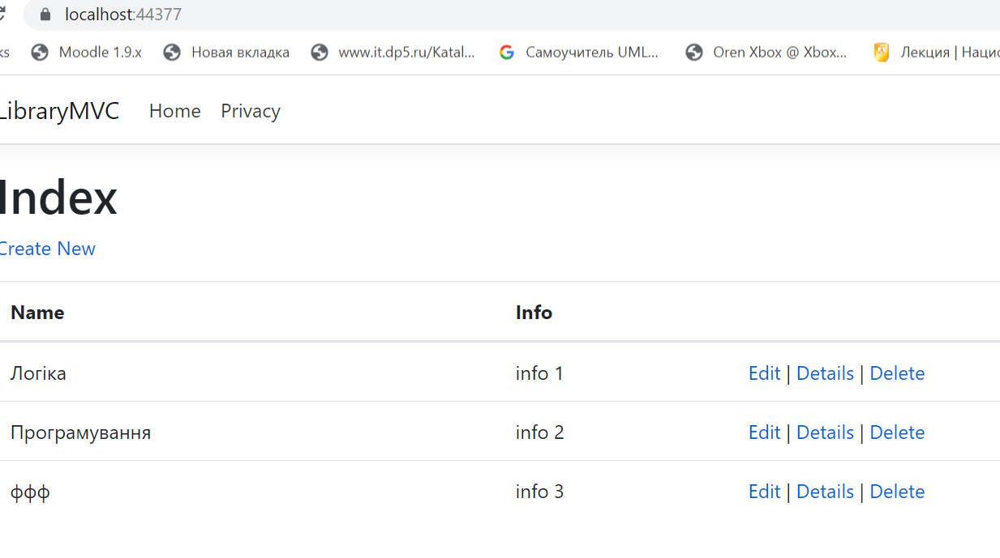 localhost:44377
ks Moodle 1.9.x Новая вкладка www.it.dp5.ru/Katal... Самоучитель UML... Oren Xbox @ Xbox... Лекция | Нацио
LibraryMVC Home Privacy
Index
Create New
Name Info
Логіка info 1 Edit | Details | Delete
Програмування info 2 Edit | Details | Delete
ффф info 3 Edit | Details | Delete